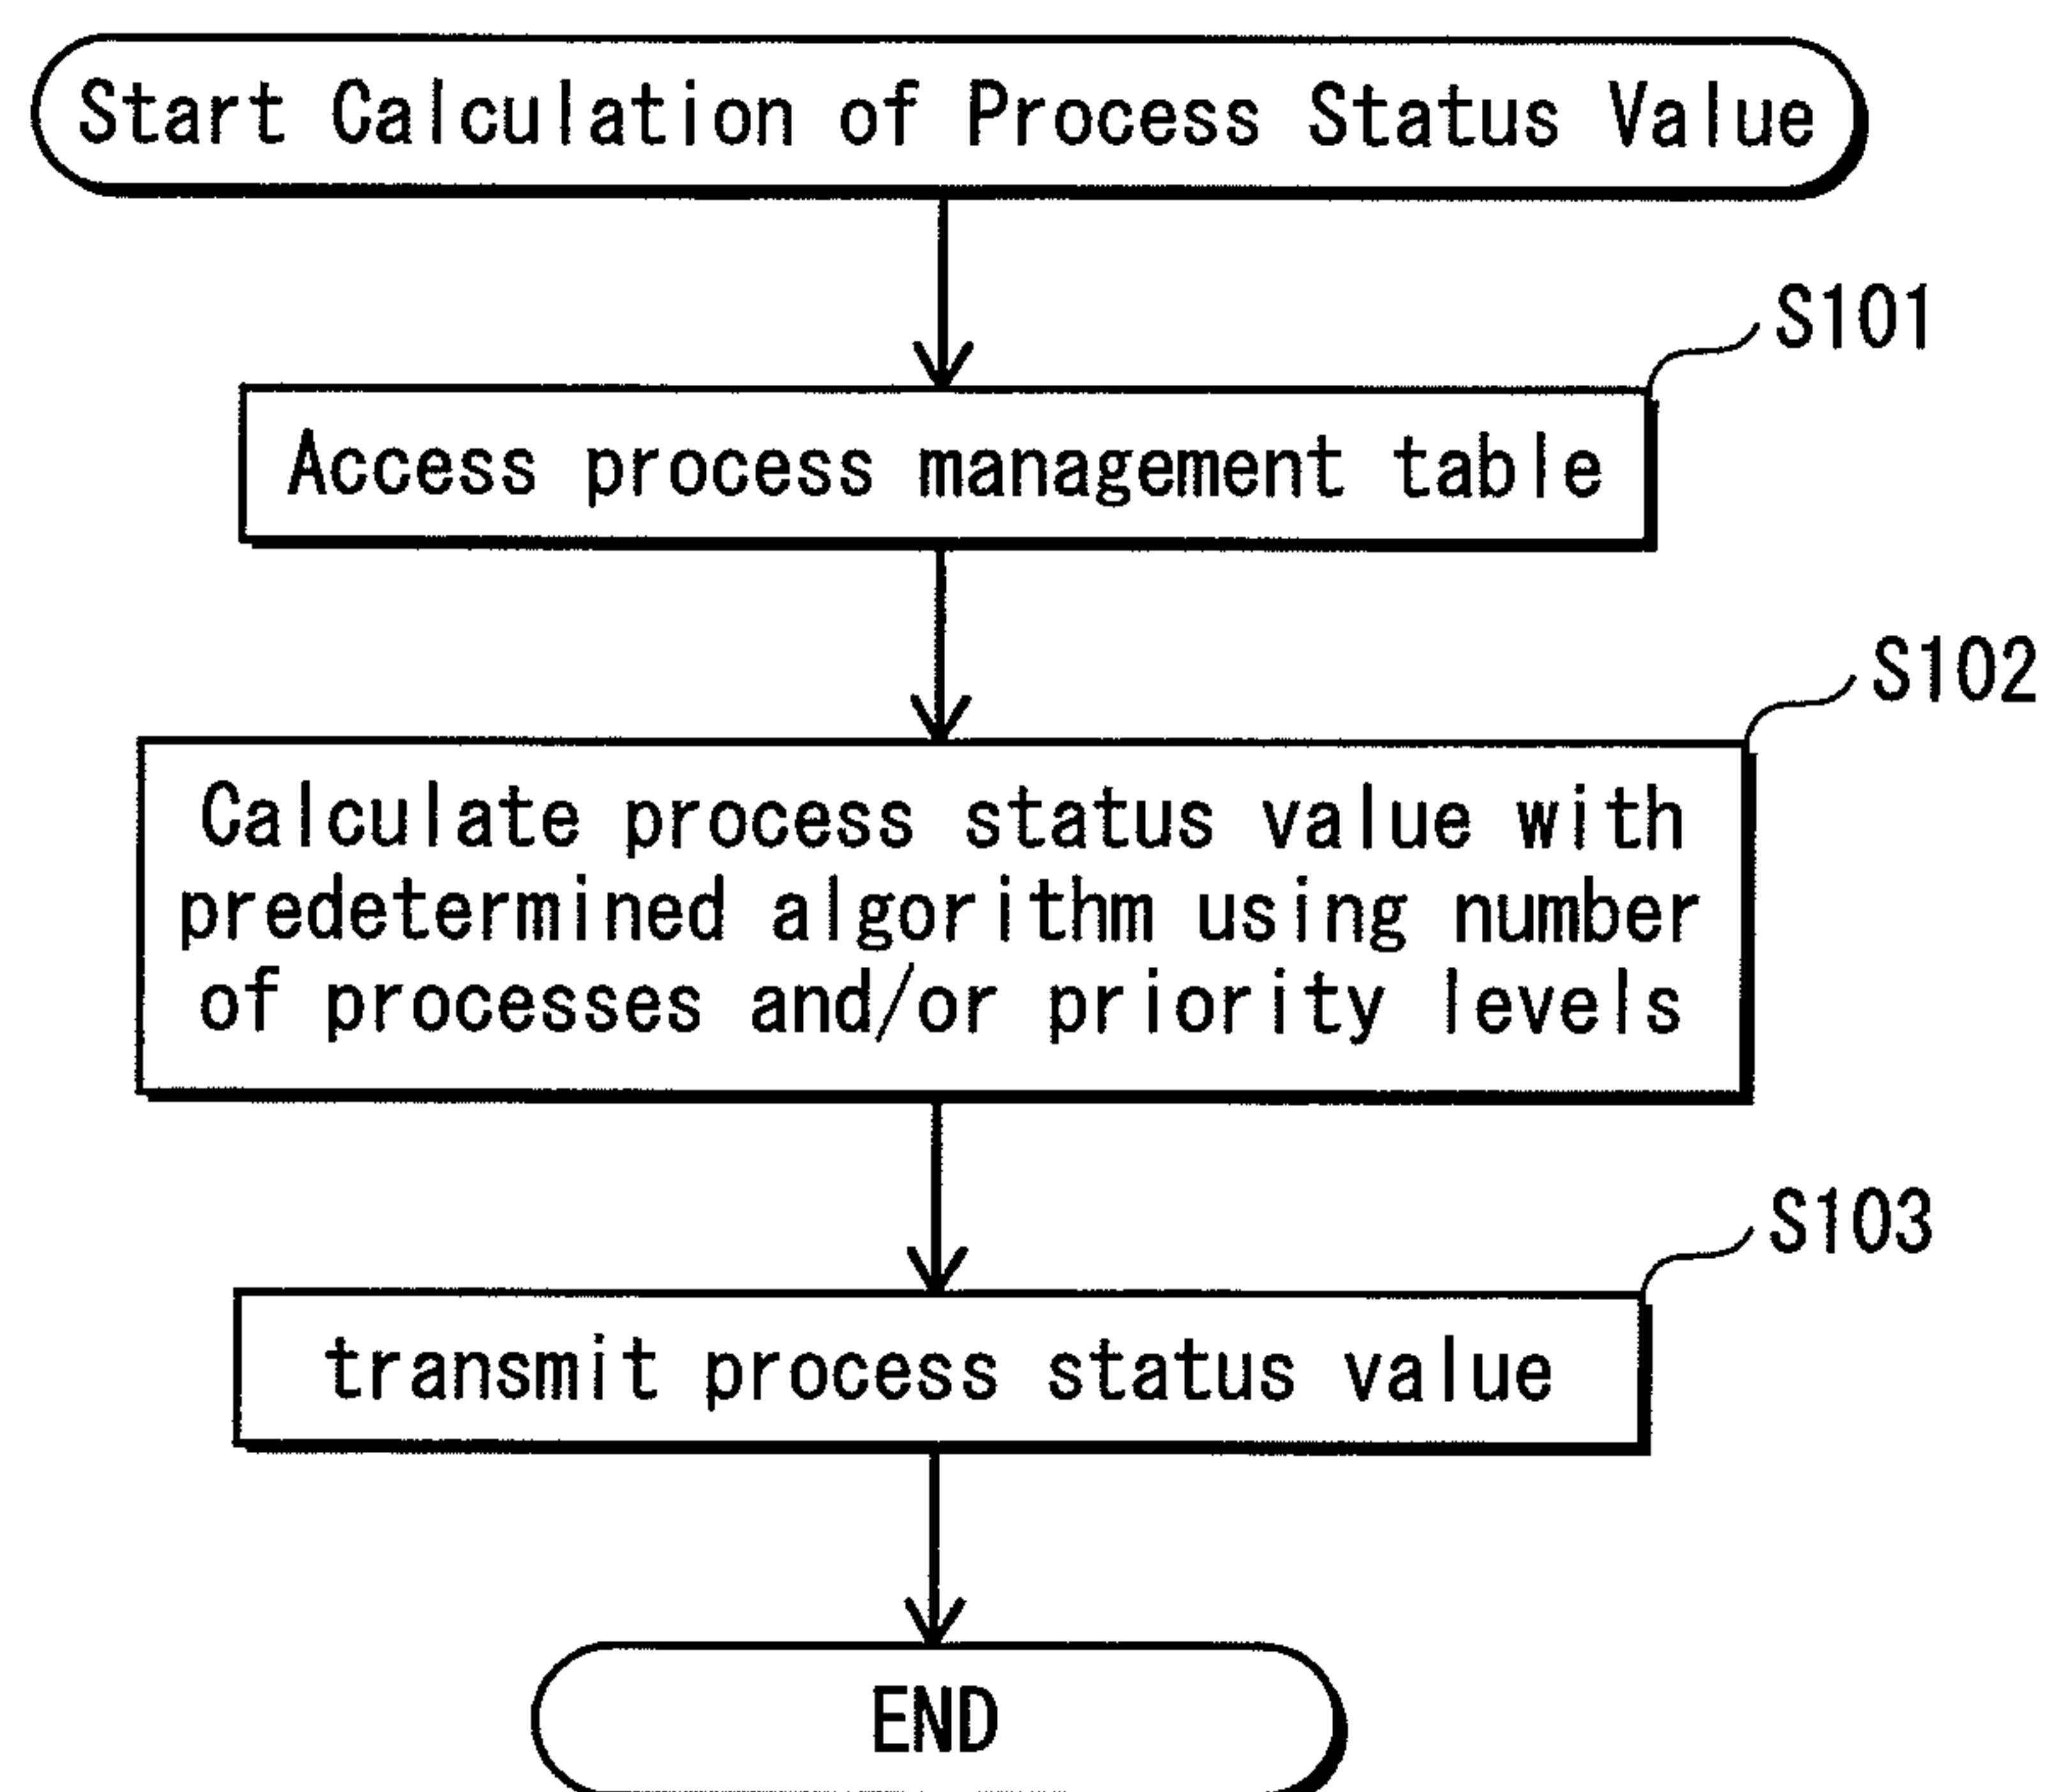 Start Calculation of Process Status Value
S101
Access process management table
S102
Calculate process status value with
predetermined algorithm using number
of processes and/or priority levels
S103
transmit process status value
END